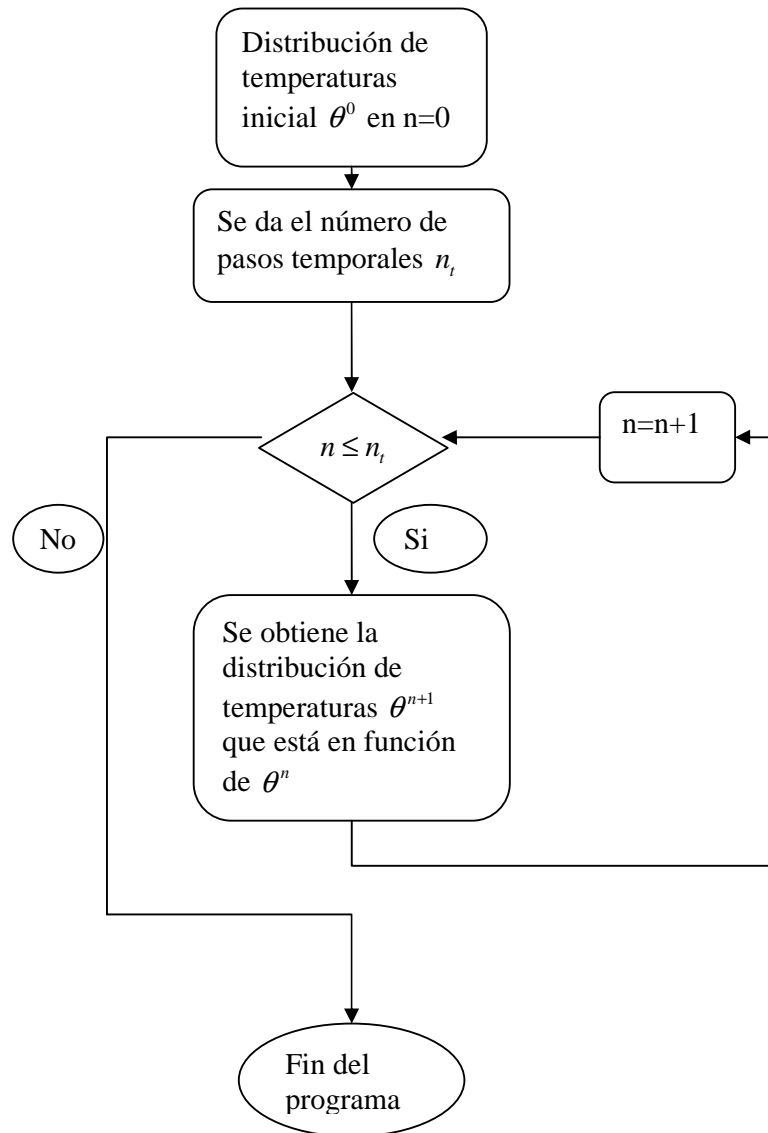 Distribución de
temperaturas
inicial θ⁰ en n=0
Se da el número de
pasos temporales nₜ
n ≤ nₜ
n=n+1
No
Si
Se obtiene la
distribución de
temperaturas θⁿ⁺¹
que está en función
de θⁿ
Fin del
programa